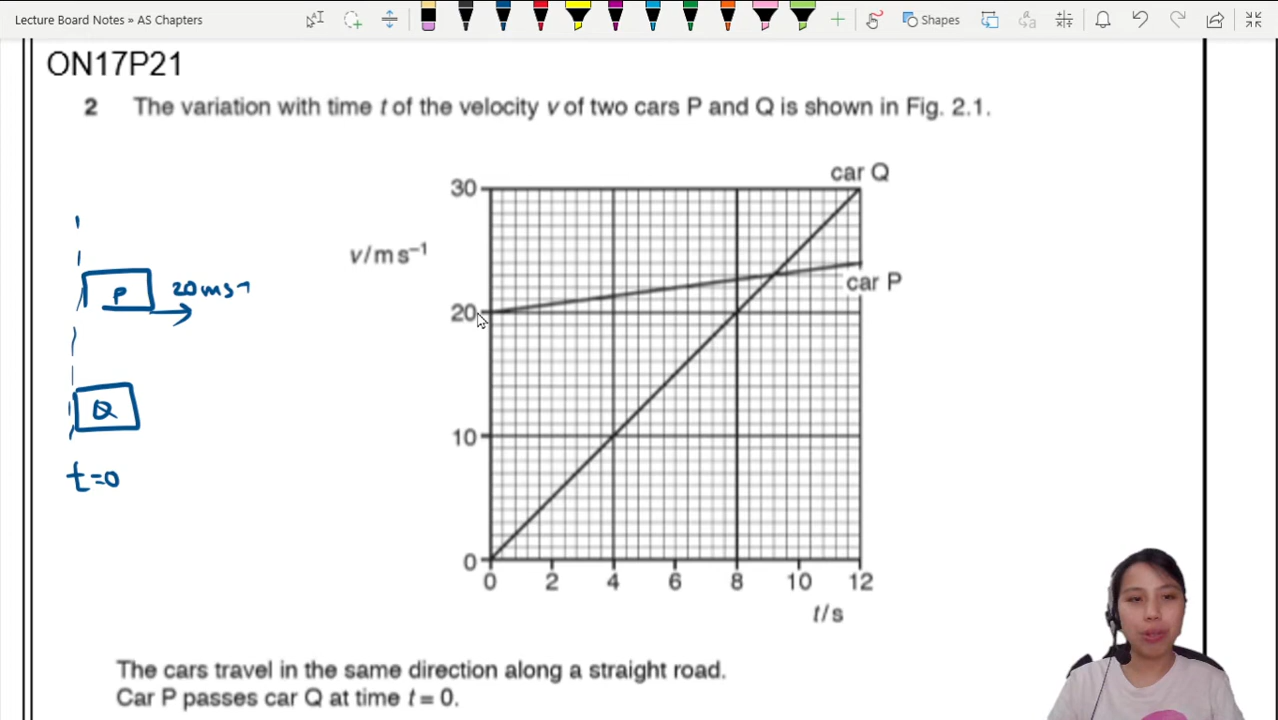 Lecture Board Notes » AS Chapters
Shapes
ON17P21
2 The variation with time t of the velocity v of two cars P and Q is shown in Fig. 2.1.
car Q
30
v/ms⁻¹
car P
P 20ms⁻¹
20
Q
10
t=0
0
0 2 4 6 8 10 12
t/s
The cars travel in the same direction along a straight road.
Car P passes car Q at time t = 0.